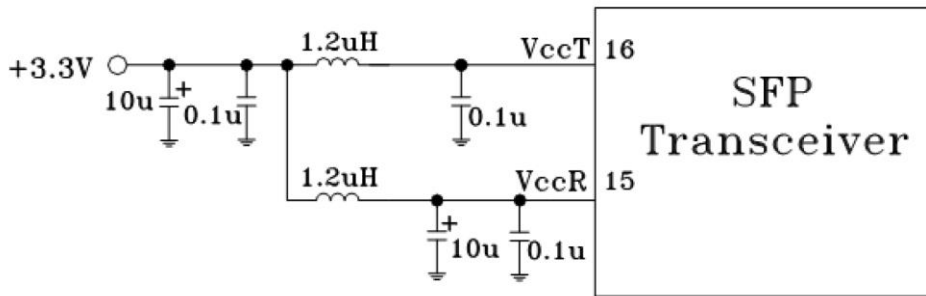 1.2uH
VccT
16
+3.3V
10u
+
0.1u
0.1u
SFP
Transceiver
1.2uH
VccR
15
+
10u
0.1u